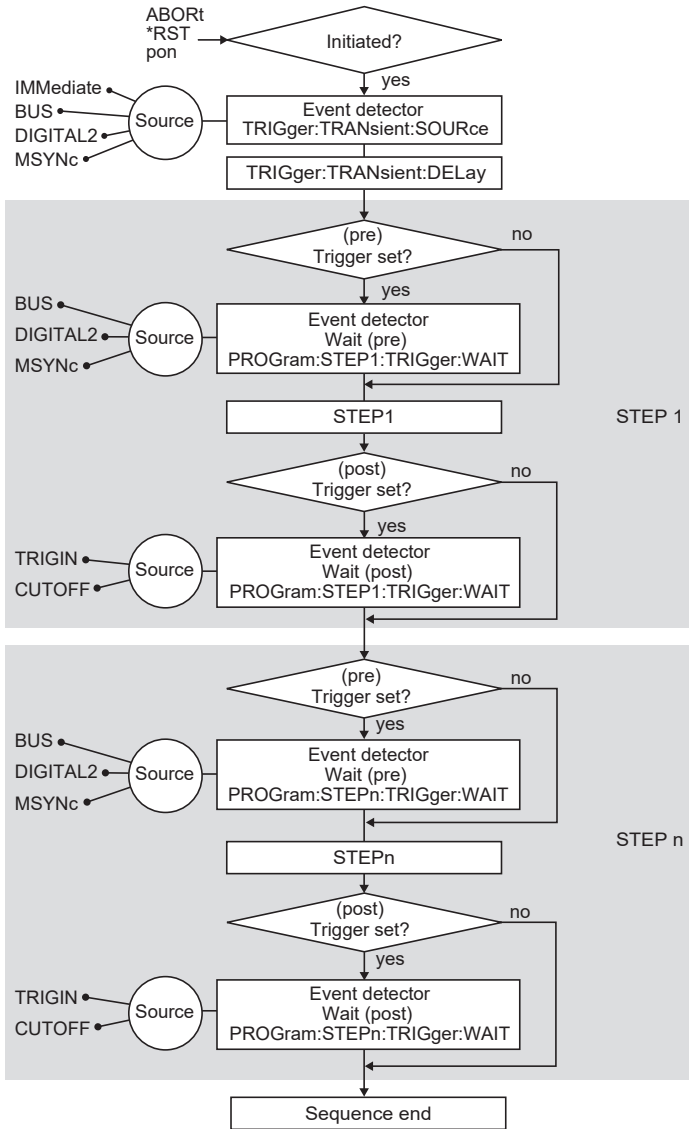 ABORt
*RST
pon
Initiated?
yes
IMMediate
BUS
DIGITAL2
MSYNc
Source
Event detector
TRIGger:TRANsient:SOURce
TRIGger:TRANsient:DELay
(pre)
Trigger set?
no
yes
BUS
DIGITAL2
MSYNc
Source
Event detector
Wait (pre)
PROGram:STEP1:TRIGger:WAIT
STEP1
STEP 1
(post)
Trigger set?
no
yes
TRIGIN
CUTOFF
Source
Event detector
Wait (post)
PROGram:STEP1:TRIGger:WAIT
(pre)
Trigger set?
no
yes
BUS
DIGITAL2
MSYNc
Source
Event detector
Wait (pre)
PROGram:STEPn:TRIGger:WAIT
STEP n
STEPn
(post)
Trigger set?
no
yes
TRIGIN
CUTOFF
Source
Event detector
Wait (post)
PROGram:STEPn:TRIGger:WAIT
Sequence end